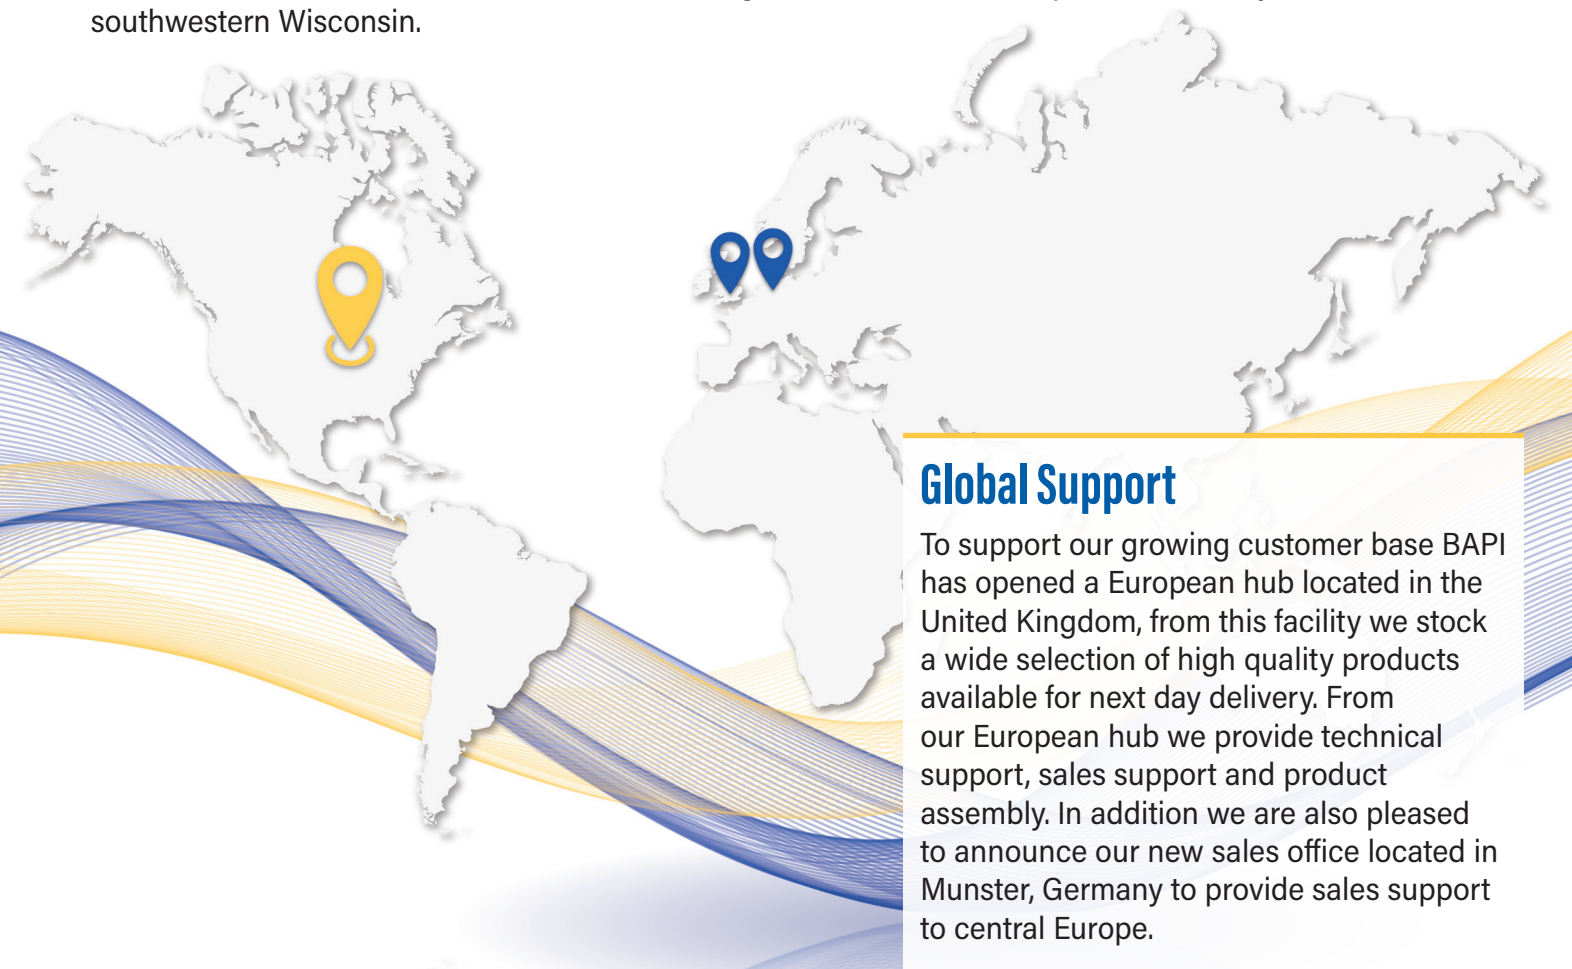 southwestern Wisconsin.
Global Support
To support our growing customer base BAPI
has opened a European hub located in the
United Kingdom, from this facility we stock
a wide selection of high quality products
available for next day delivery. From
our European hub we provide technical
support, sales support and product
assembly. In addition we are also pleased
to announce our new sales office located in
Munster, Germany to provide sales support
to central Europe.